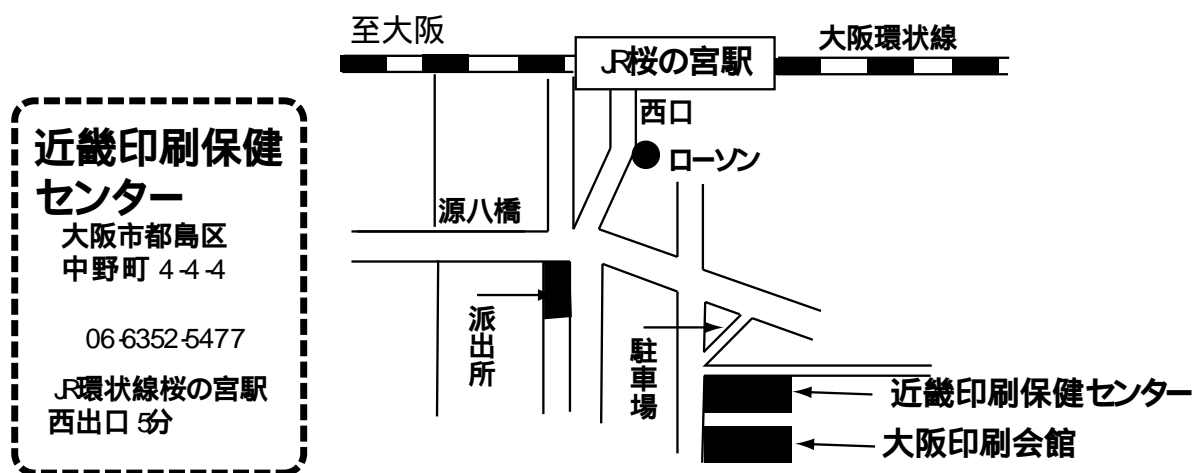 近畿印刷保健
センター
大阪市都島区
中野町 4-4-4
06-6352-5477
JR環状線桜の宮駅
西出口 5分
至大阪
JR桜の宮駅
大阪環状線
西口
ローソン
源八橋
派出所
駐車場
近畿印刷保健センター
大阪印刷会館